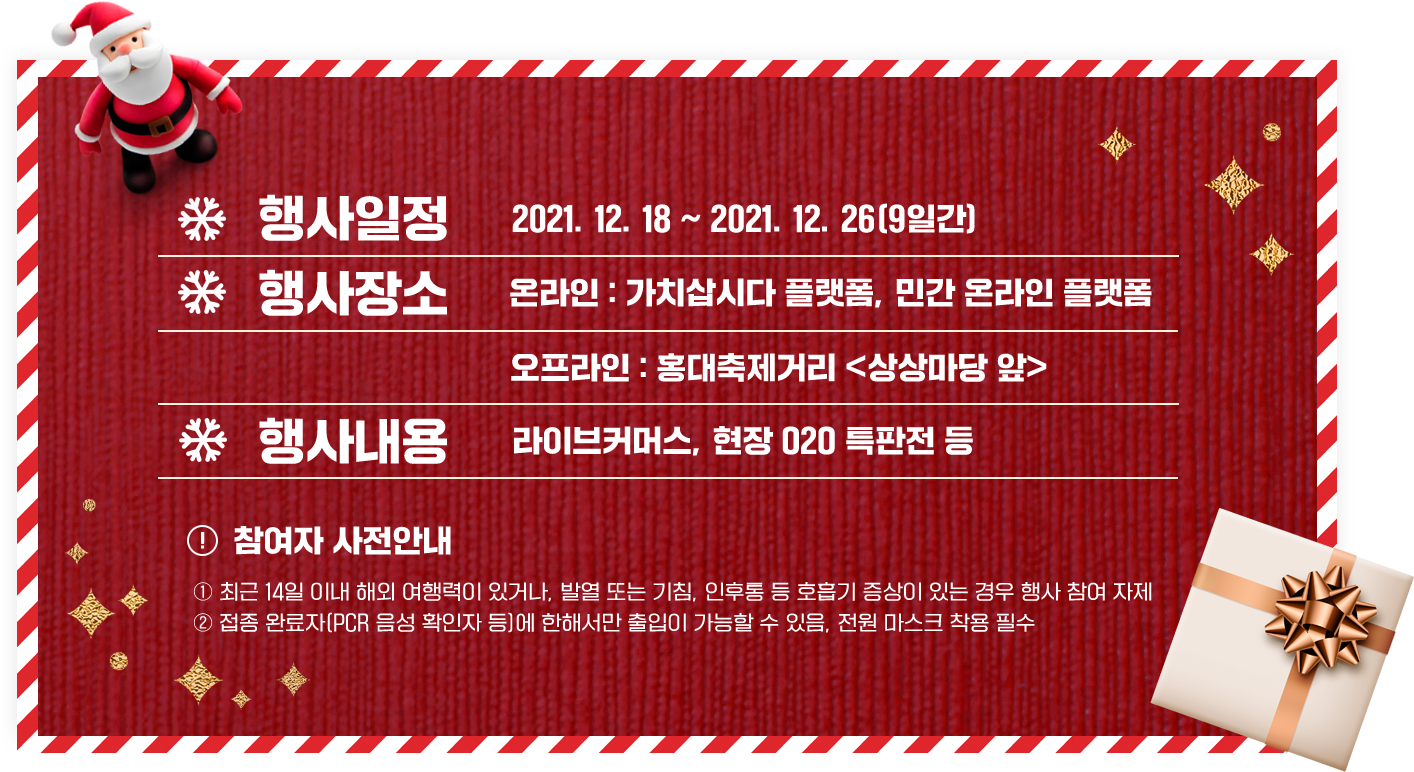 행사일정 2021. 12. 18 ~ 2021. 12. 26(9일간)
행사장소 온라인 : 가치삽시다 플랫폼, 민간 온라인 플랫폼
오프라인 : 홍대축제거리 <상상마당 앞>
행사내용 라이브커머스, 현장 O2O 특판전 등
! 참여자 사전안내
① 최근 14일 이내 해외 여행력이 있거나, 발열 또는 기침, 인후통 등 호흡기 증상이 있는 경우 행사 참여 자제
② 접종 완료자(PCR 음성 확인자 등)에 한해서만 출입이 가능할 수 있음, 전원 마스크 착용 필수